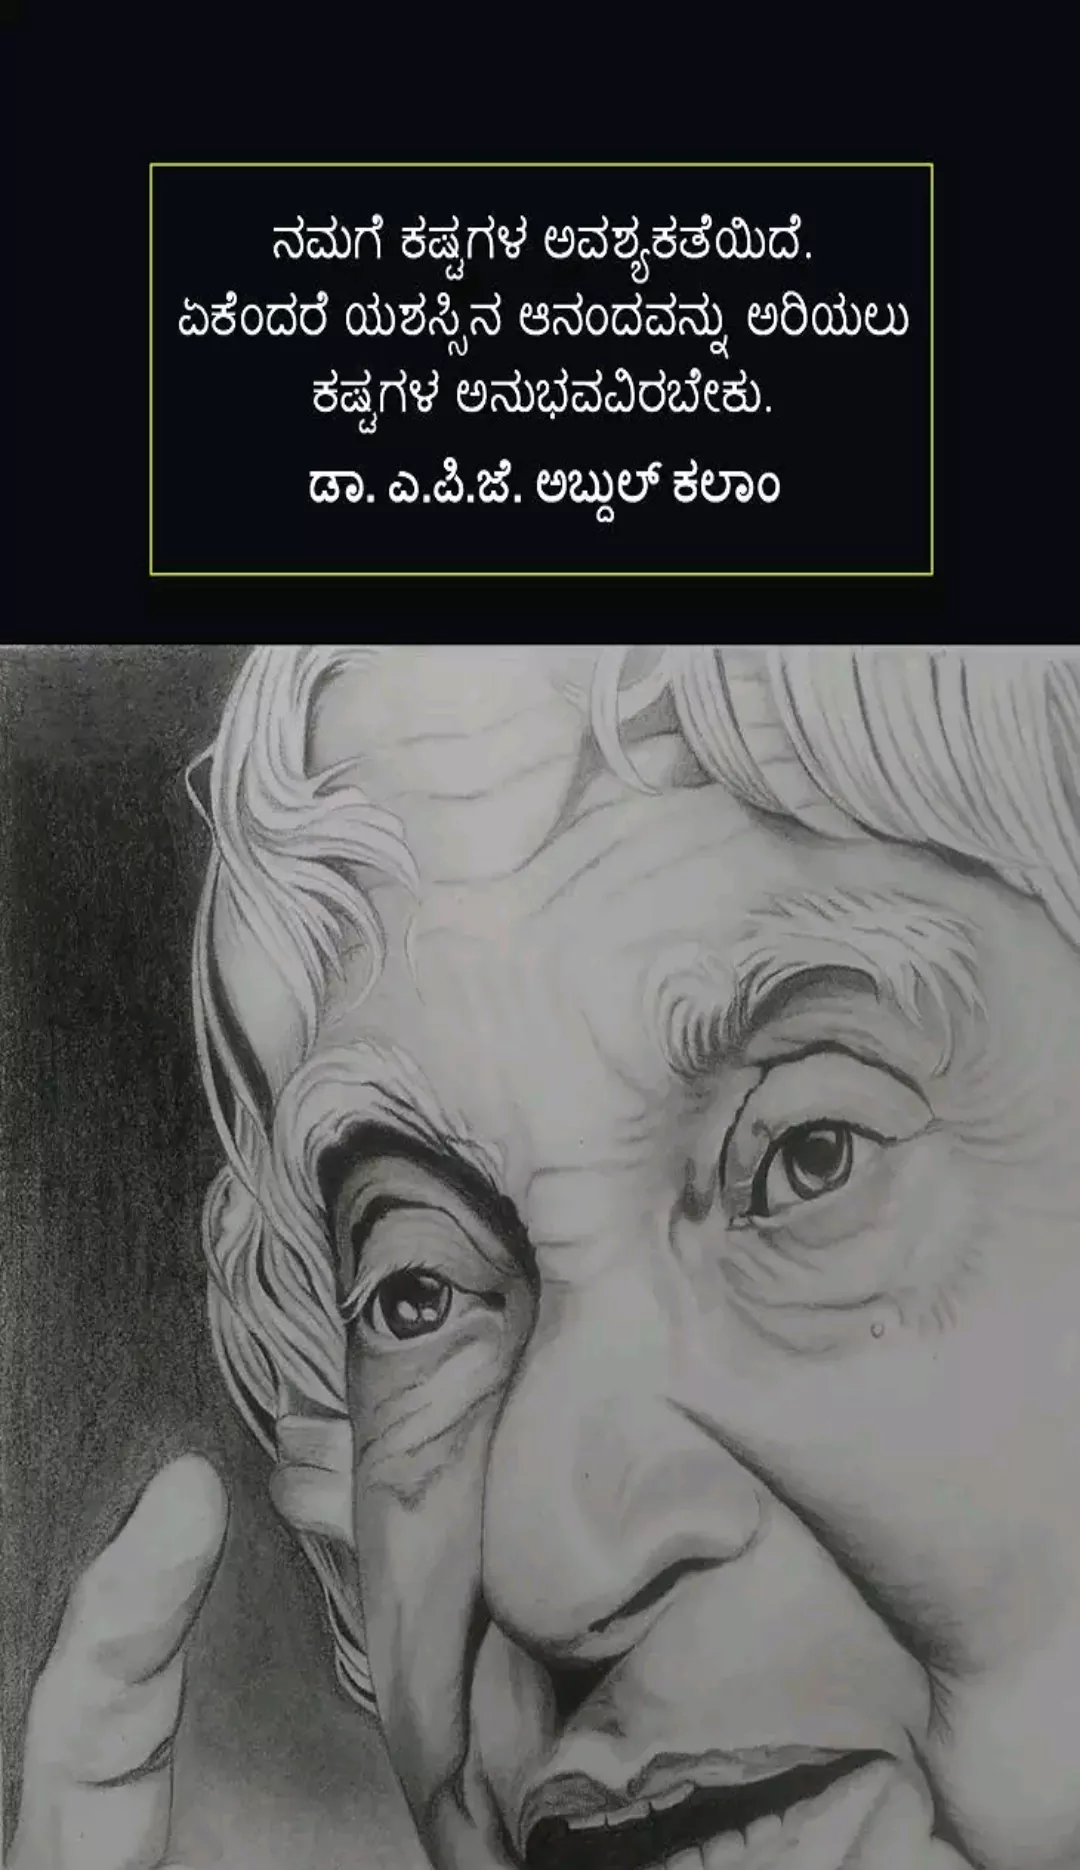 ನಮಗೆ ಕಷ್ಟಗಳ ಅವಶ್ಯಕತೆಯಿದೆ.
ಏಕೆಂದರೆ ಯಶಸ್ಸಿನ ಆನಂದವನ್ನು ಅರಿಯಲು
ಕಷ್ಟಗಳ ಅನುಭವವಿರಬೇಕು.
ಡಾ. ಎ.ಪಿ.ಜೆ. ಅಬ್ದುಲ್ ಕಲಾಂ